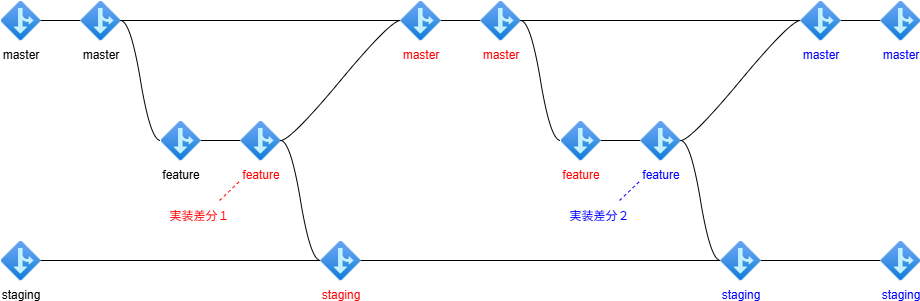 master
master
master
master
master
master
feature
feature
feature
feature
実装差分１
実装差分２
staging
staging
staging
staging